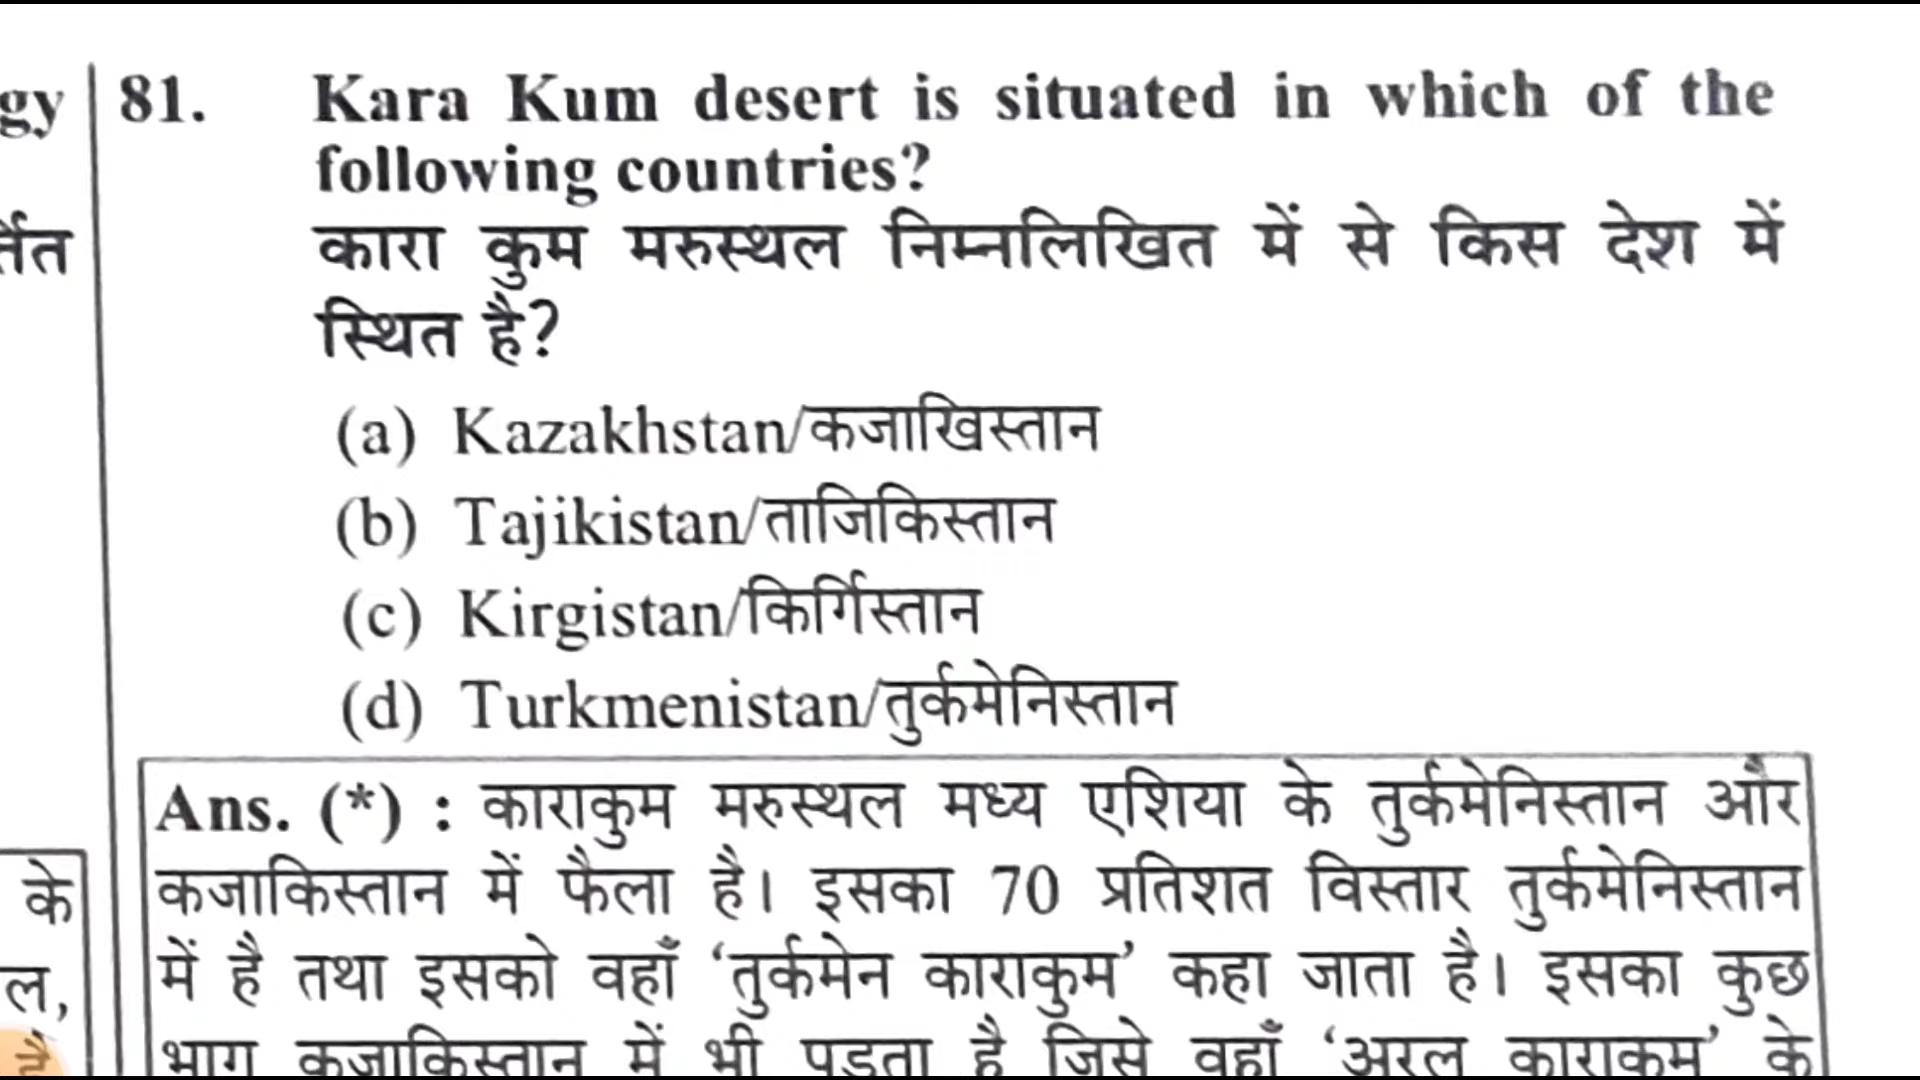 gy
र्तित
के
ल,
81. Kara Kum desert is situated in which of the
following countries?
कारा कुम मरुस्थल निम्नलिखित में से किस देश में
स्थित है?
(a) Kazakhstan/कजाखिस्तान
(b) Tajikistan/ताजिकिस्तान
(c) Kirgistan/किर्गिस्तान
(d) Turkmenistan/तुर्कमेनिस्तान
Ans. (*) : काराकुम मरुस्थल मध्य एशिया के तुर्कमेनिस्तान और
कजाकिस्तान में फैला है। इसका 70 प्रतिशत विस्तार तुर्कमेनिस्तान
में है तथा इसको वहाँ ‘तुर्कमेन काराकुम’ कहा जाता है। इसका कुछ
भाग कजाकिस्तान में भी पड़ता है जिसे वहाँ ‘अरल काराकुम’ के